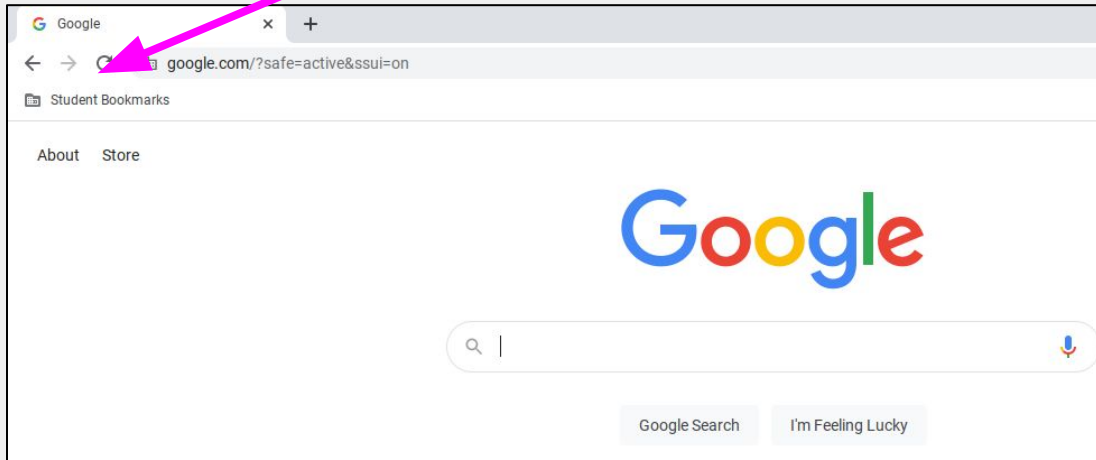 Google
google.com/?safe=active&ssui=on
Student Bookmarks
About Store
Google
Google Search I'm Feeling Lucky